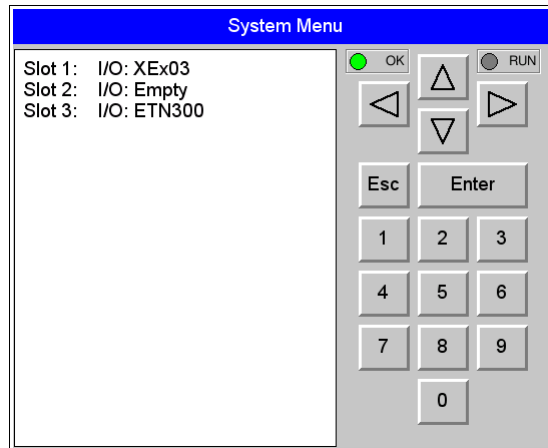 System Menu
Slot 1: I/O: XEx03
Slot 2: I/O: Empty
Slot 3: I/O: ETN300
OK
RUN
Esc
Enter
1 2 3
4 5 6
7 8 9
0